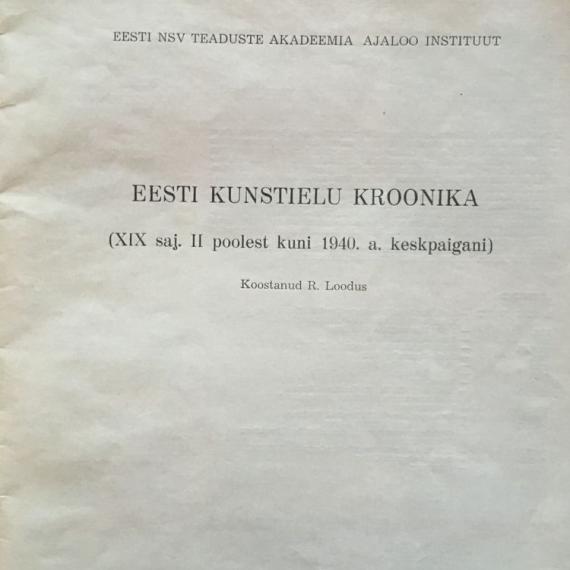 EESTI NSV TEADUSTE AKADEEMIA AJALOO INSTITUUT
EESTI KUNSTIELU KROONIKA
(XIX saj. II poolest kuni 1940. a. keskpaigani)
Koostanud R. Loodus